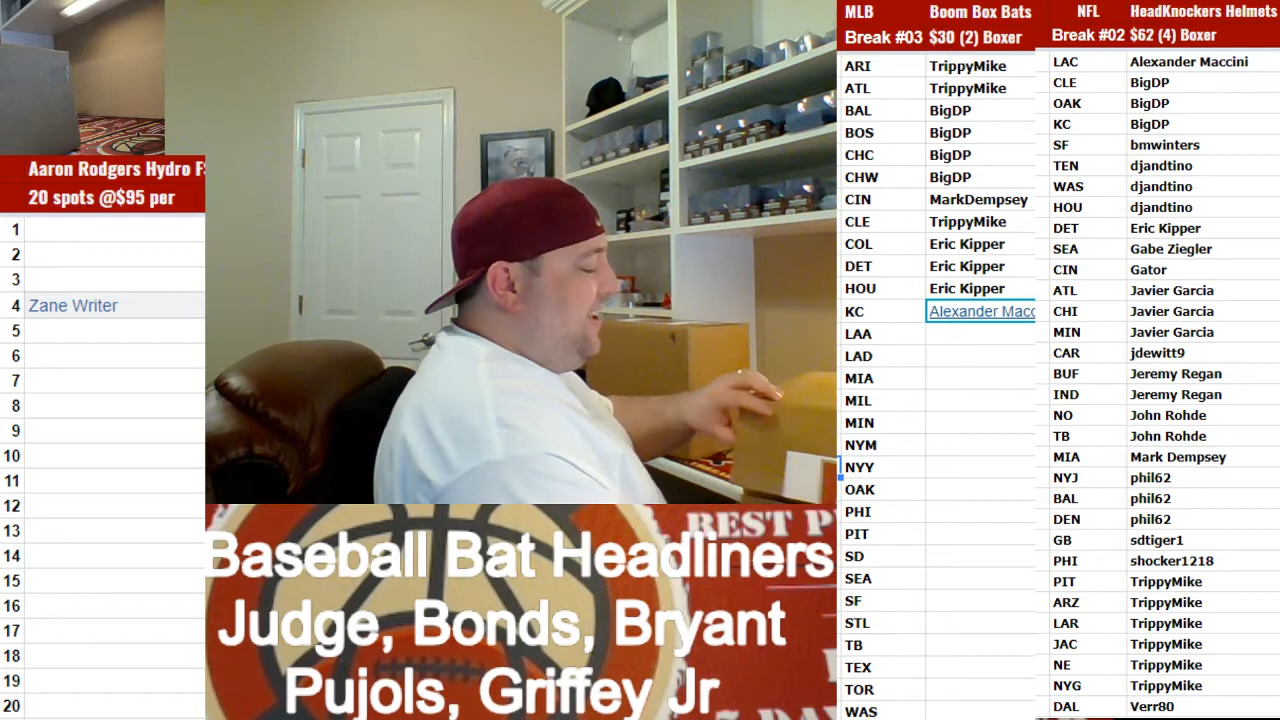 Aaron Rodgers Hydro
20 spots @$95 per
1
2
3
4 Zane Writer
5
6
7
8
9
10
11
12
13
14
15
16
17
18
19
20
Baseball Bat Headliners
Judge, Bonds, Bryant
Pujols, Griffey Jr
BEST
MLB Boom Box Bats
Break #03 $30 (2) Boxer
ARI TrippyMike
ATL TrippyMike
BAL BigDP
BOS BigDP
CHC BigDP
CHW BigDP
CIN MarkDempsey
CLE TrippyMike
COL Eric Kipper
DET Eric Kipper
HOU Eric Kipper
KC Alexander
LAA
LAD
MIA
MIL
MIN
NYM
NYY
OAK
PHI
PIT
SD
SEA
SF
STL
TB
TEX
TOR
WAS
NFL HeadKnockers Helmets
Break #02 $62 (4) Boxer
LAC Alexander Maccini
CLE BigDP
OAK BigDP
KC BigDP
SF bmwinters
TEN djandtino
WAS djandtino
HOU djandtino
DET Eric Kipper
SEA Gabe Ziegler
CIN Gator
ATL Javier Garcia
CHI Javier Garcia
MIN Javier Garcia
CAR jdewitt9
BUF Jeremy Regan
IND Jeremy Regan
NO John Rohde
TB John Rohde
MIA Mark Dempsey
NYJ phil62
BAL phil62
DEN phil62
GB sdtiger1
PHI shocker1218
PIT TrippyMike
ARZ TrippyMike
LAR TrippyMike
JAC TrippyMike
NE TrippyMike
NYG TrippyMike
DAL Verr80